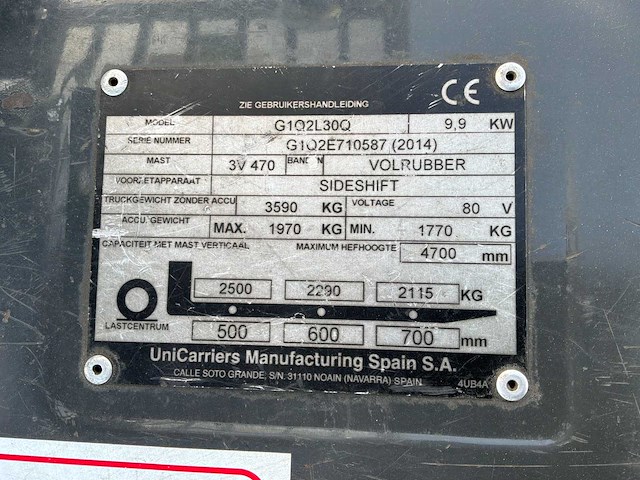 ZIE GEBRUIKERSHANDLEIDING CE
MODEL G1Q2L30Q 9,9 KW
SERIE NUMMER G1Q2E710587 (2014)
MAST 3V 470 BANDEN VOLRUBBER
VOORZETAPPARAAT SIDESHIFT
TRUCKGEWICHT ZONDER ACCU 3590 KG VOLTAGE 80 V
ACCU. GEWICHT MAX. 1970 KG MIN. 1770 KG
CAPACITEIT MET MAST VERTICAAL MAXIMUM HEFHOOGTE 4700 mm
2500 2290 2115 KG
LASTCENTRUM 500 600 700 mm
UniCarriers Manufacturing Spain S.A.
CALLE SOTO GRANDE, S/N. 31110 NOAIN (NAVARRA) SPAIN 4UB4A